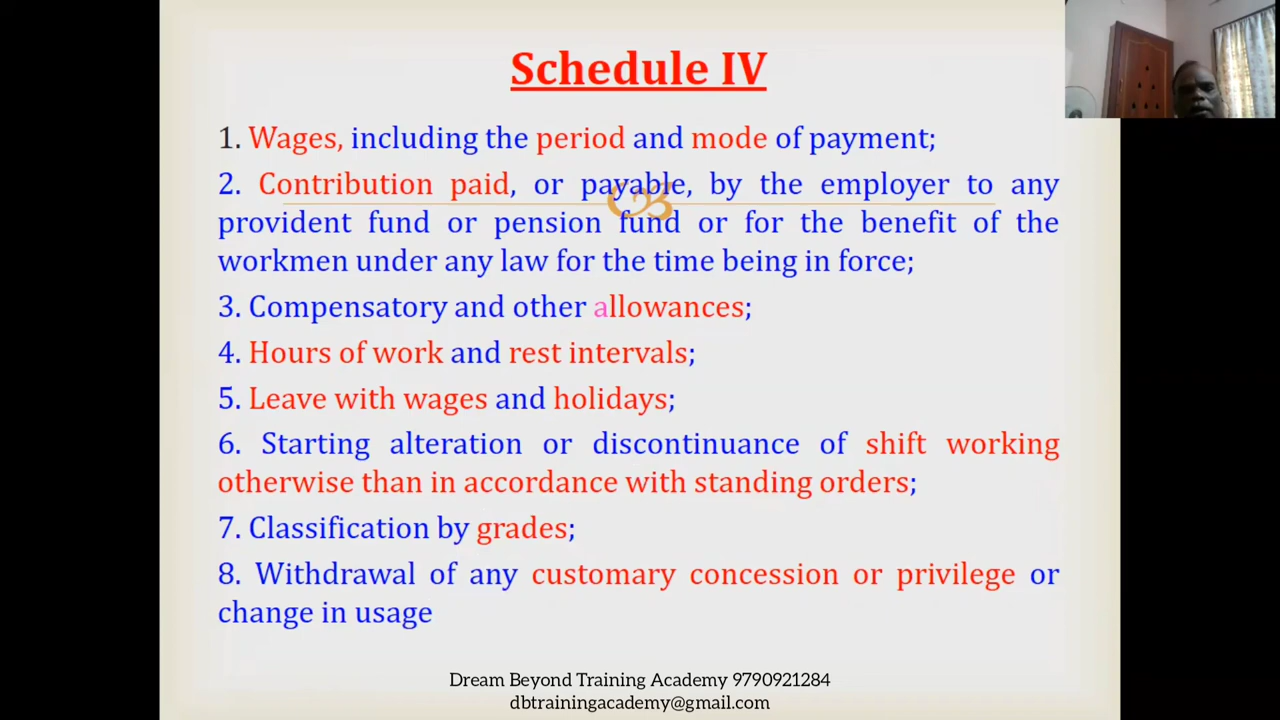 Schedule IV
1. Wages, including the period and mode of payment;
2. Contribution paid, or payable, by the employer to any
provident fund or pension fund or for the benefit of the
workmen under any law for the time being in force;
3. Compensatory and other allowances;
4. Hours of work and rest intervals;
5. Leave with wages and holidays;
6. Starting alteration or discontinuance of shift working
otherwise than in accordance with standing orders;
7. Classification by grades;
8. Withdrawal of any customary concession or privilege or
change in usage
Dream Beyond Training Academy 9790921284
dbtrainingacademy@gmail.com